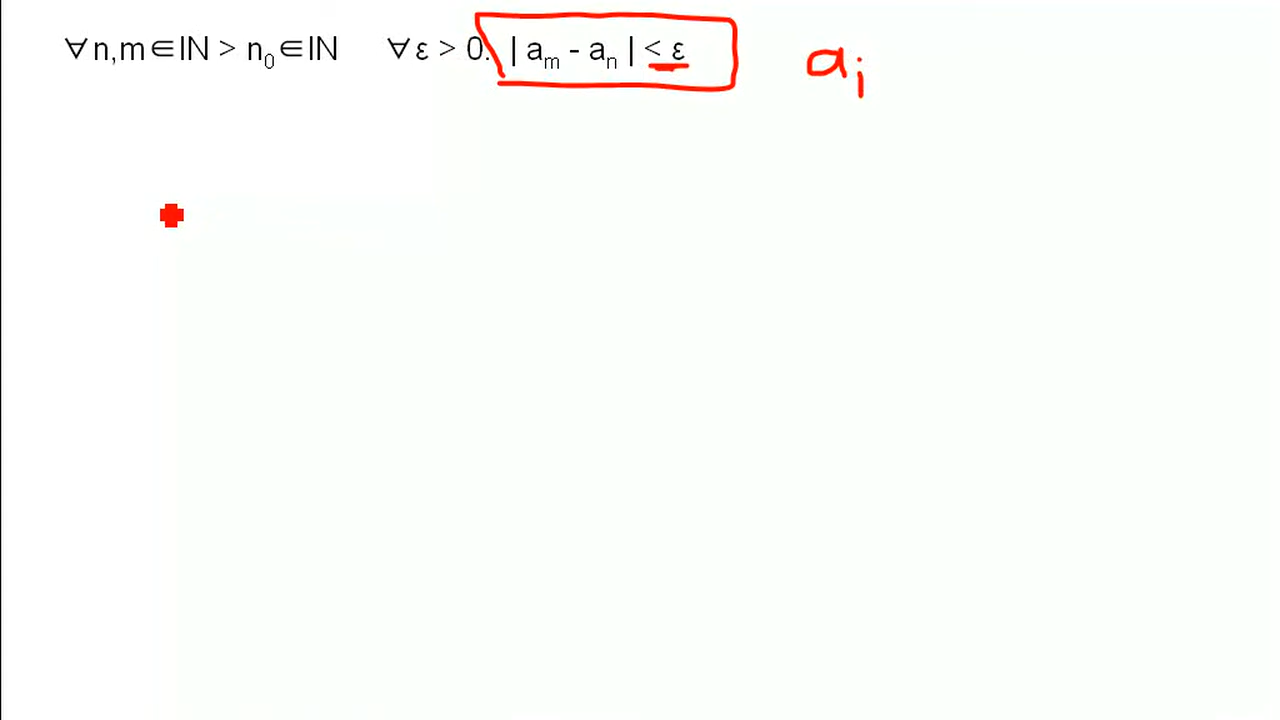 ∀n,m∈IN > n₀∈IN ∀ε > 0: | aₘ - aₙ | < ε aᵢ